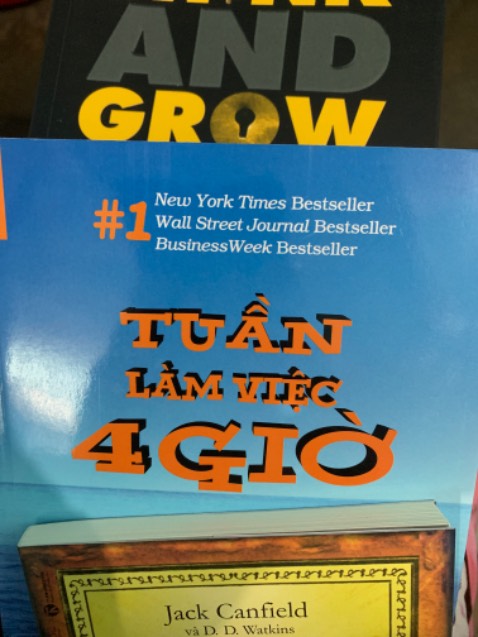 AND
GROW
#1 New York Times Bestseller
Wall Street Journal Bestseller
BusinessWeek Bestseller
TUẦN
LÀM VIỆC
4 GIỜ
Jack Canfield
và D. D. Watkins